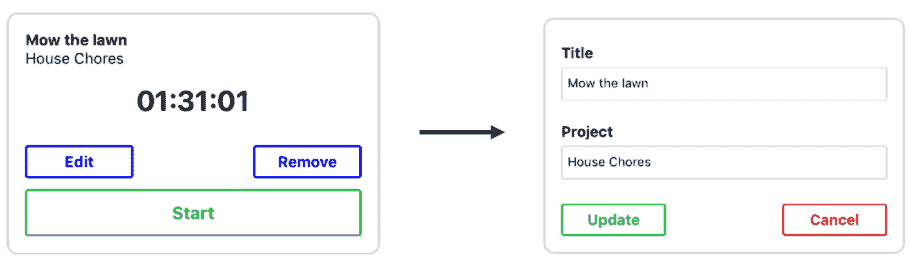 Mow the lawn
House Chores
01:31:01
Edit
Remove
Start
Title
Mow the lawn
Project
House Chores
Update
Cancel